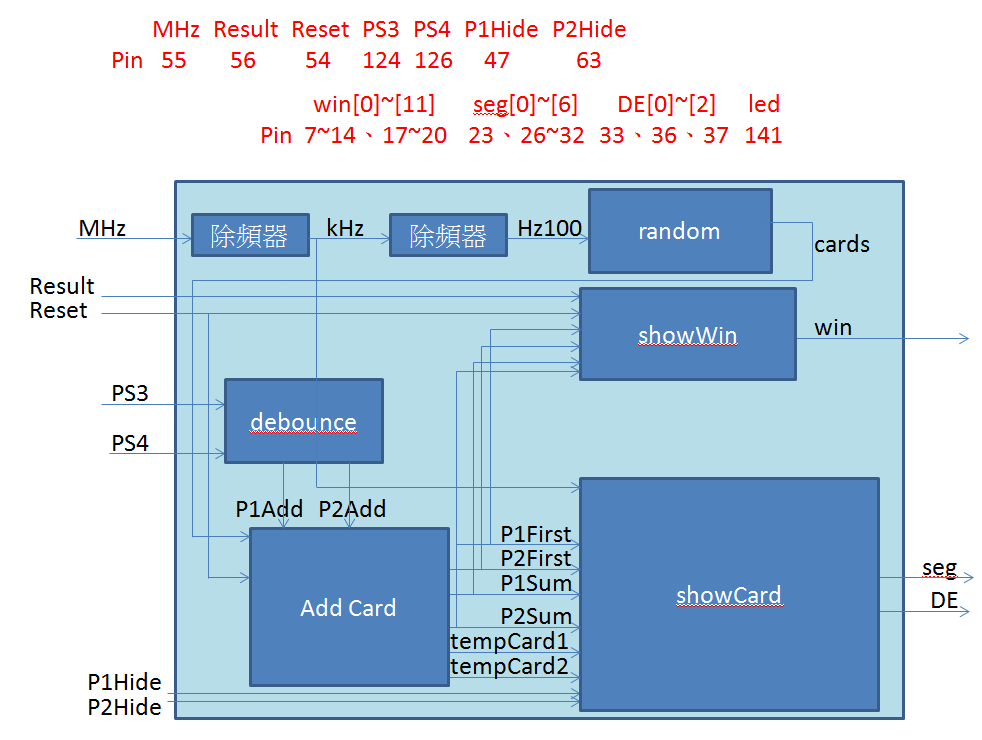 MHz Result Reset PS3 PS4 P1Hide P2Hide
Pin 55 56 54 124 126 47 63
win[0]~[11] seg[0]~[6] DE[0]~[2] led
Pin 7~14、17~20 23、26~32 33、36、37 141
MHz
除頻器
kHz
除頻器
Hz100
random
cards
Result
Reset
showWin
win
PS3
debounce
PS4
P1Add P2Add
P1First
P2First
P1Sum
P2Sum
tempCard1
tempCard2
Add Card
showCard
seg
DE
P1Hide
P2Hide